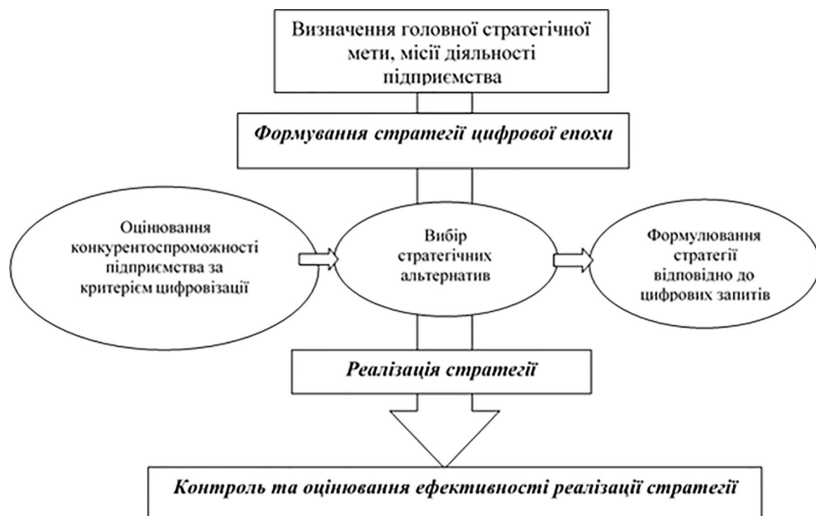 Визначення головної стратегічної
мети, місії діяльності
підприємства
Формування стратегії цифрової епохи
Оцінювання
конкурентоспроможності
підприємства за
критерієм цифровізації
Вибір
стратегічних
альтернатив
Формулювання
стратегії
відповідно до
цифрових запитів
Реалізація стратегії
Контроль та оцінювання ефективності реалізації стратегії